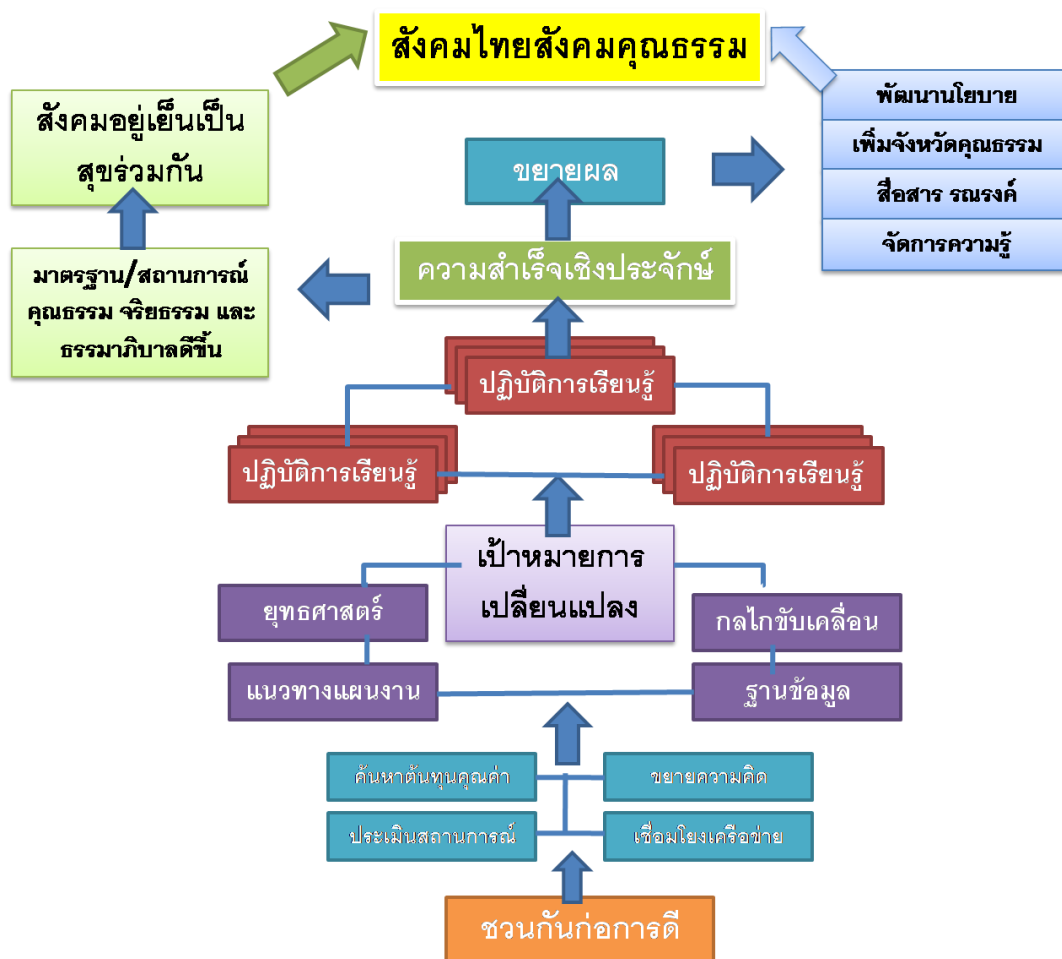 สังคมไทยสังคมคุณธรรม
สังคมอยู่เย็นเป็น
สุขร่วมกัน
พัฒนานโยบาย
เพิ่มจังหวัดคุณธรรม
สื่อสาร รณรงค์
จัดการความรู้
ขยายผล
ความสำเร็จเชิงประจักษ์
มาตรฐาน/สถานการณ์
คุณธรรม จริยธรรม และ
ธรรมาภิบาลดีขึ้น
ปฏิบัติการเรียนรู้
ปฏิบัติการเรียนรู้
ปฏิบัติการเรียนรู้
เป้าหมายการ
เปลี่ยนแปลง
ยุทธศาสตร์
กลไกขับเคลื่อน
แนวทางแผนงาน
ฐานข้อมูล
ค้นหาต้นทุนคุณค่า
ขยายความคิด
ประเมินสถานการณ์
เชื่อมโยงเครือข่าย
ชวนกันก่อการดี